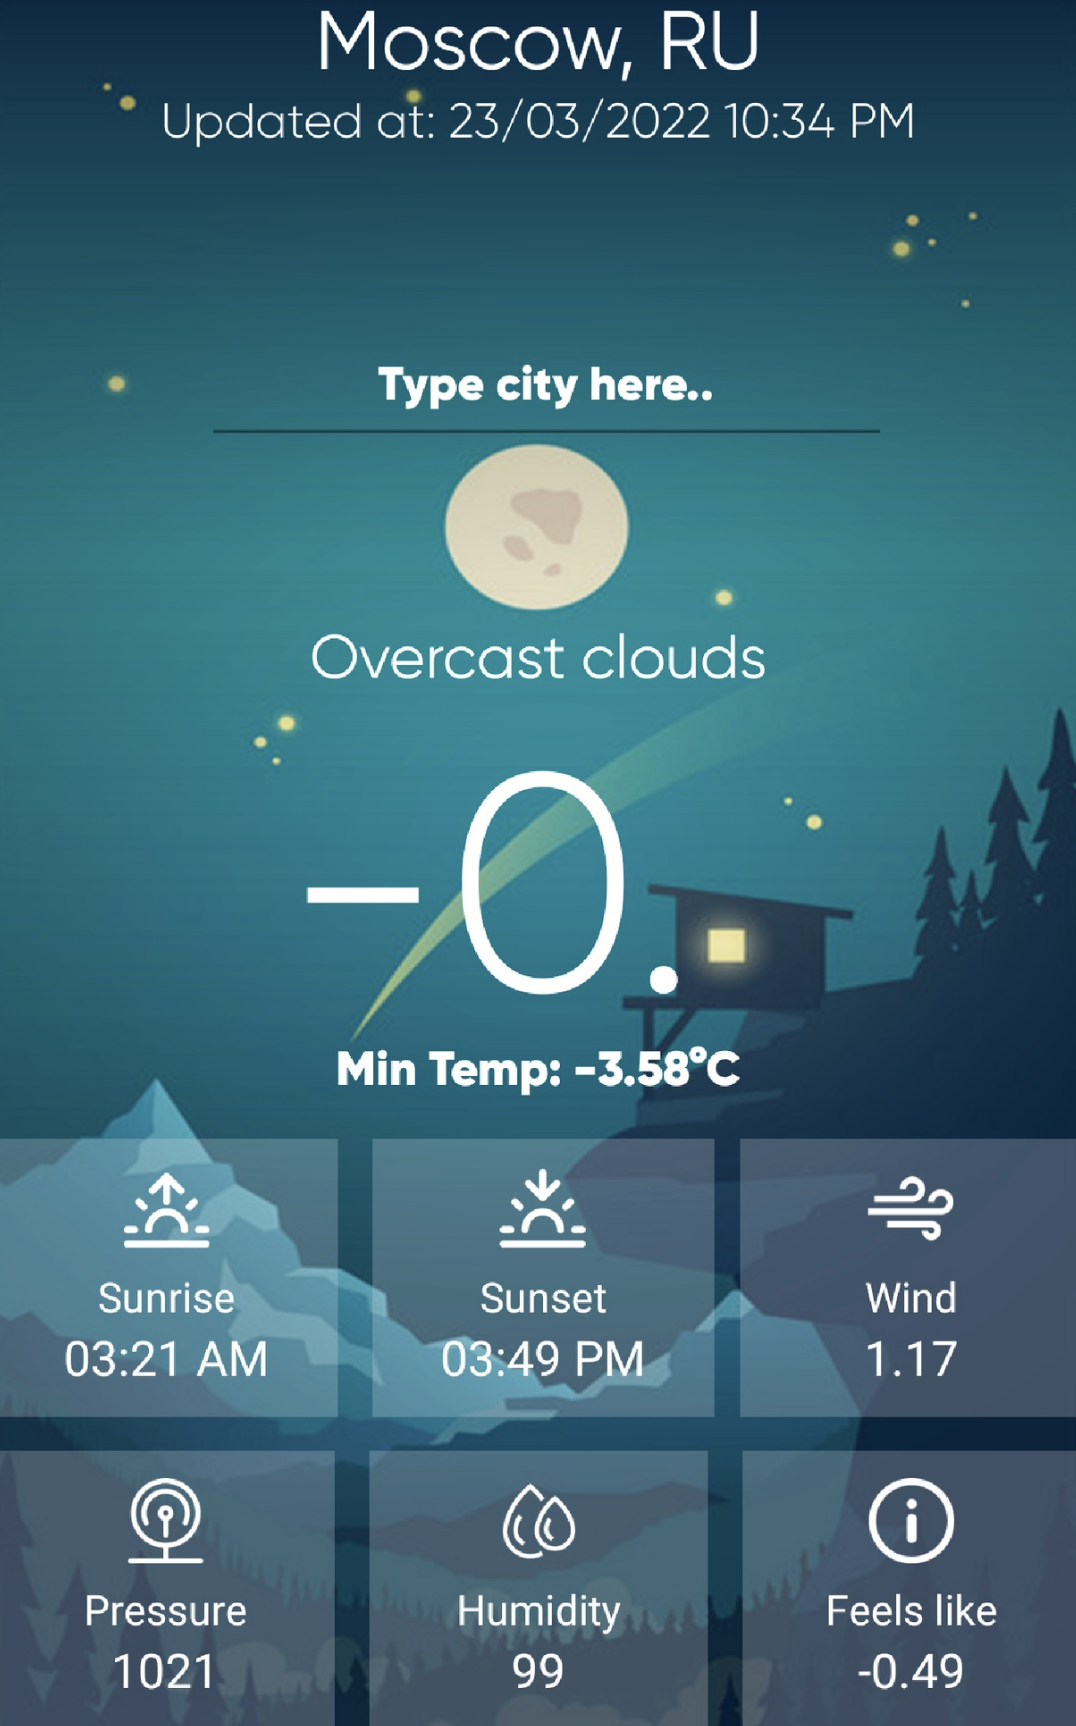 Moscow, RU
Updated at: 23/03/2022 10:34 PM
Type city here..
Overcast clouds
-0.
Min Temp: -3.58°C
Sunrise
03:21 AM
Sunset
03:49 PM
Wind
1.17
Pressure
1021
Humidity
99
Feels like
-0.49